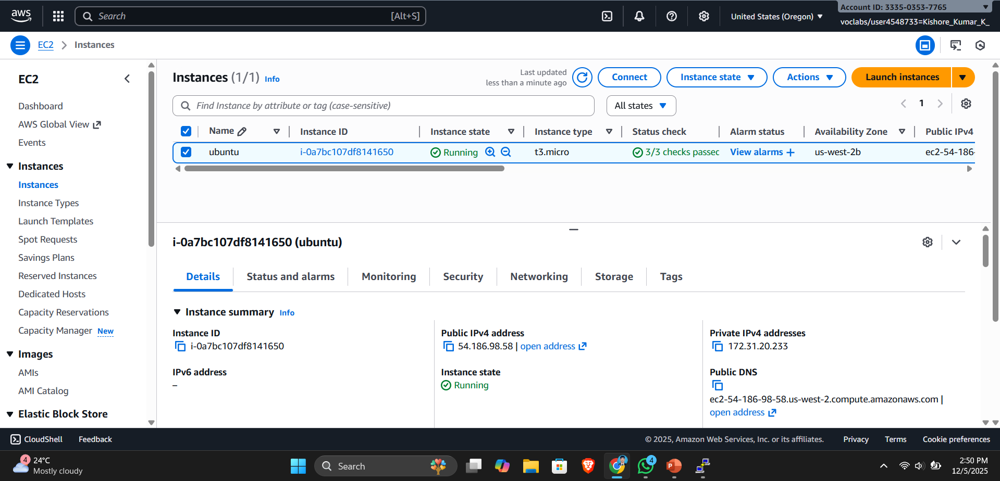 aws
Search
[Alt+S]
United States (Oregon)
Account ID: 3335-0353-7765
voclabs/user4548733=Kishore_Kumar_K_
EC2 > Instances
EC2
Dashboard
AWS Global View
Events
Instances
Instances
Instance Types
Launch Templates
Spot Requests
Savings Plans
Reserved Instances
Dedicated Hosts
Capacity Reservations
Capacity Manager New
Images
AMIs
AMI Catalog
Elastic Block Store
Instances (1/1) Info
Last updated
less than a minute ago
Connect
Instance state
Actions
Launch instances
Find Instance by attribute or tag (case-sensitive)
All states
1
Name Instance ID Instance state Instance type Status check Alarm status Availability Zone Public IPv4
ubuntu i-0a7bc107df8141650 Running t3.micro 3/3 checks passed View alarms + us-west-2b ec2-54-186-
i-0a7bc107df8141650 (ubuntu)
Details Status and alarms Monitoring Security Networking Storage Tags
Instance summary Info
Instance ID
i-0a7bc107df8141650
Public IPv4 address
54.186.98.58 | open address
Private IPv4 addresses
172.31.20.233
IPv6 address
–
Instance state
Running
Public DNS
ec2-54-186-98-58.us-west-2.compute.amazonaws.com |
open address
CloudShell Feedback
© 2025, Amazon Web Services, Inc. or its affiliates. Privacy Terms Cookie preferences
4
24°C
Mostly cloudy
Search
4
2:50 PM
12/5/2025